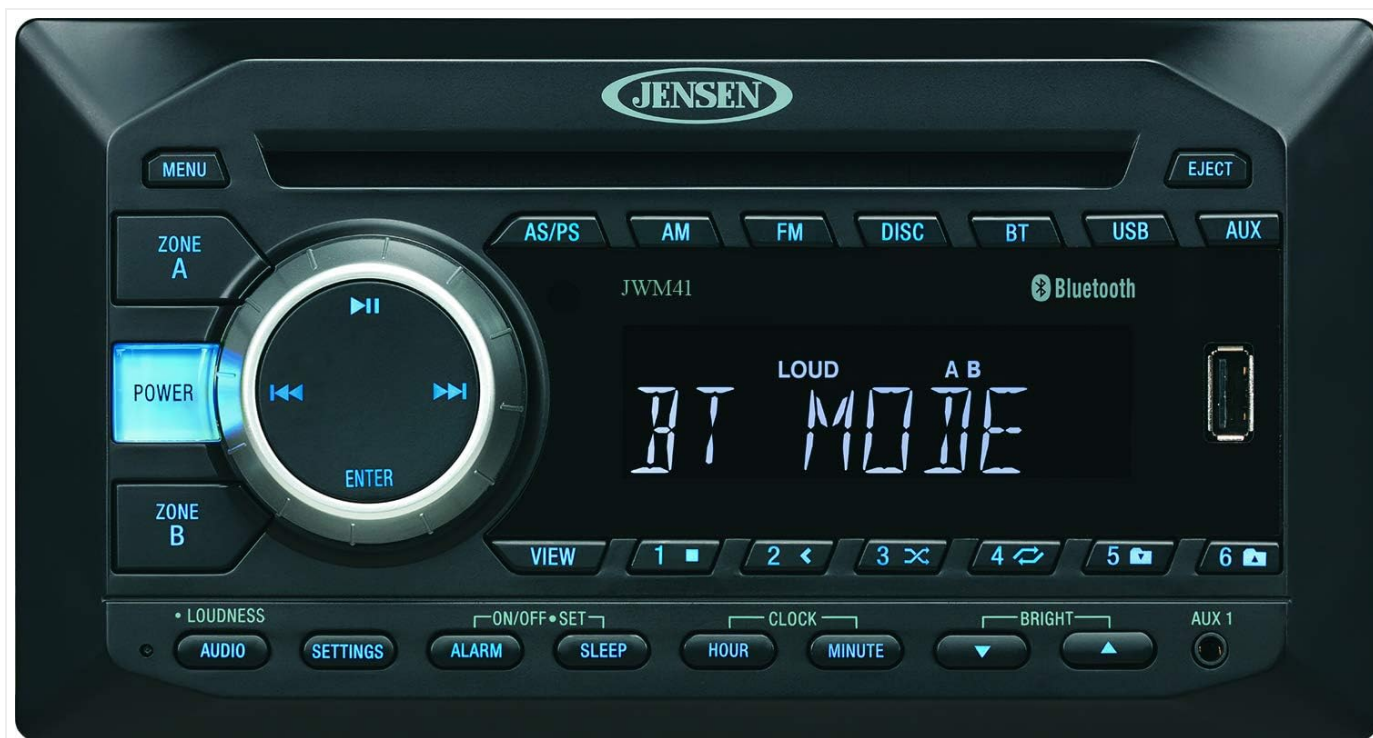 JENSEN
MENU
EJECT
AS/PS AM FM DISC BT USB AUX
ZONE
A
JWM41
Bluetooth
LOUD A B
BT MODE
POWER
ENTER
ZONE
B
VIEW 1 2 3 4 5 6
• LOUDNESS ON/OFF•SET CLOCK BRIGHT AUX 1
AUDIO SETTINGS ALARM SLEEP HOUR MINUTE